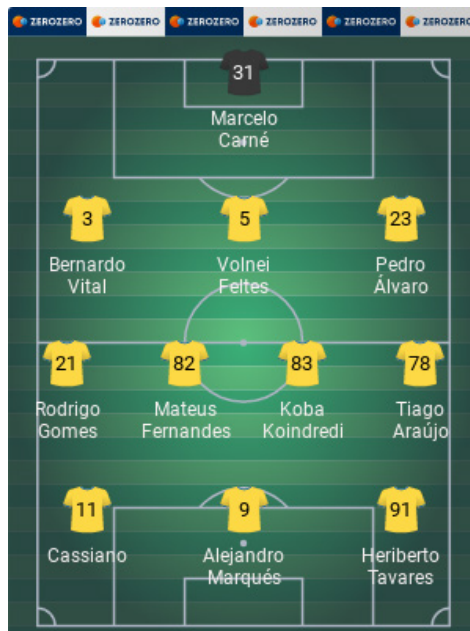 ZEROZERO ZEROZERO ZEROZERO ZEROZERO ZEROZERO ZEROZERO
31
Marcelo
Carné
3 5 23
Bernardo Volnei Pedro
Vital Feltes Álvaro
21 82 83 78
Rodrigo Mateus Koba Tiago
Gomes Fernandes Koindredi Araújo
11 9 91
Cassiano Alejandro Heriberto
Marqués Tavares